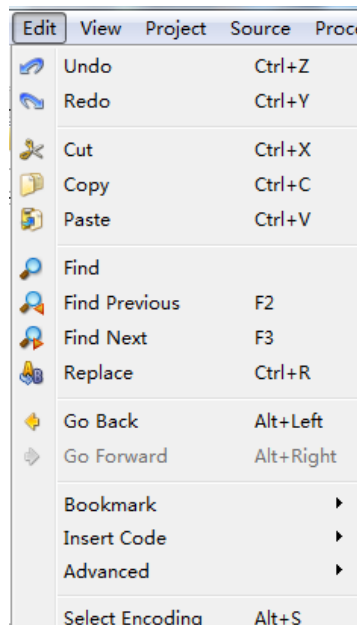 Edit View Project Source Proc
Undo Ctrl+Z
Redo Ctrl+Y
Cut Ctrl+X
Copy Ctrl+C
Paste Ctrl+V
Find
Find Previous F2
Find Next F3
Replace Ctrl+R
Go Back Alt+Left
Go Forward Alt+Right
Bookmark
Insert Code
Advanced
Select Encoding Alt+S